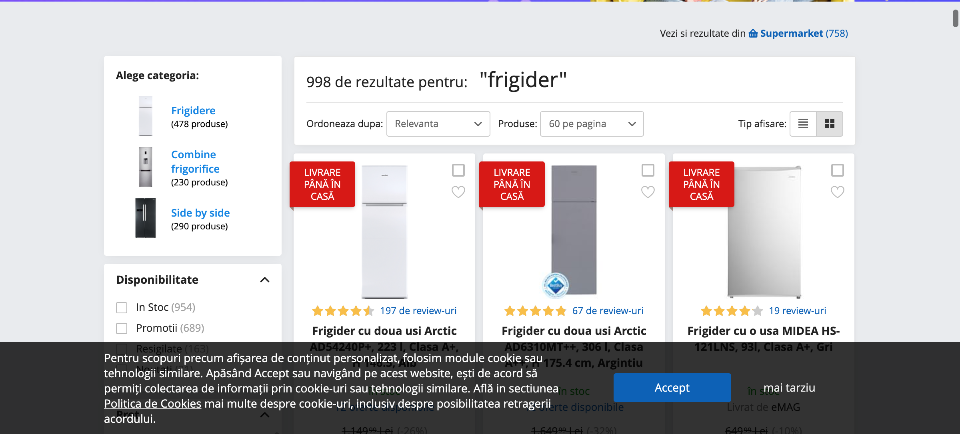 Vezi si rezultate din Supermarket (758)
Alege categoria:
Frigidere
(478 produse)
Combine
frigorifice
(230 produse)
Side by side
(290 produse)
998 de rezultate pentru: "frigider"
Ordoneaza dupa: Relevanta Produse: 60 pe pagina Tip afisare:
Disponibilitate
In Stoc (954)
Promotii (689)
Resigilate (163)
LIVRARE
PÂNĂ ÎN
CASĂ
197 de review-uri
Frigider cu doua usi Arctic
AD54240P+, 223 l, Clasa A+,
H 146.5, Alb
LIVRARE
PÂNĂ ÎN
CASĂ
67 de review-uri
Frigider cu doua usi Arctic
AD6310MT++, 306 l, Clasa
A++, H 175.4 cm, Argintiu
în stoc
oferte disponibile
1.649,99 Lei (-32%)
LIVRARE
PÂNĂ ÎN
CASĂ
19 review-uri
Frigider cu o usa MIDEA HS-
121LNS, 93l, Clasa A+, Gri
în stoc
Livrat de eMAG
649,99 Lei (-10%)
1.149,99 Lei (-26%)
Pentru scopuri precum afișarea de conținut personalizat, folosim module cookie sau
tehnologii similare. Apăsând Accept sau navigând pe acest website, ești de acord să
permiți colectarea de informații prin cookie-uri sau tehnologii similare. Află in sectiunea
Politica de Cookies mai multe despre cookie-uri, inclusiv despre posibilitatea retragerii
acordului.
Accept
mai tarziu